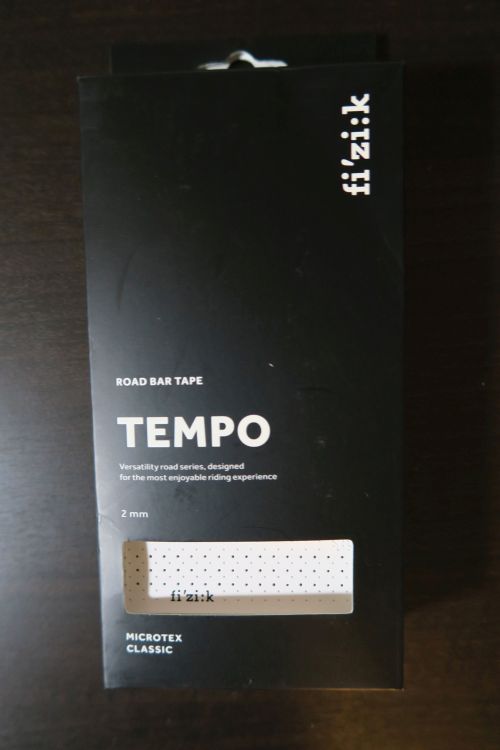 fi'zi:k
ROAD BAR TAPE
TEMPO
Versatility road series, designed
for the most enjoyable riding experience
2 mm
fi'zi:k
MICROTEX
CLASSIC